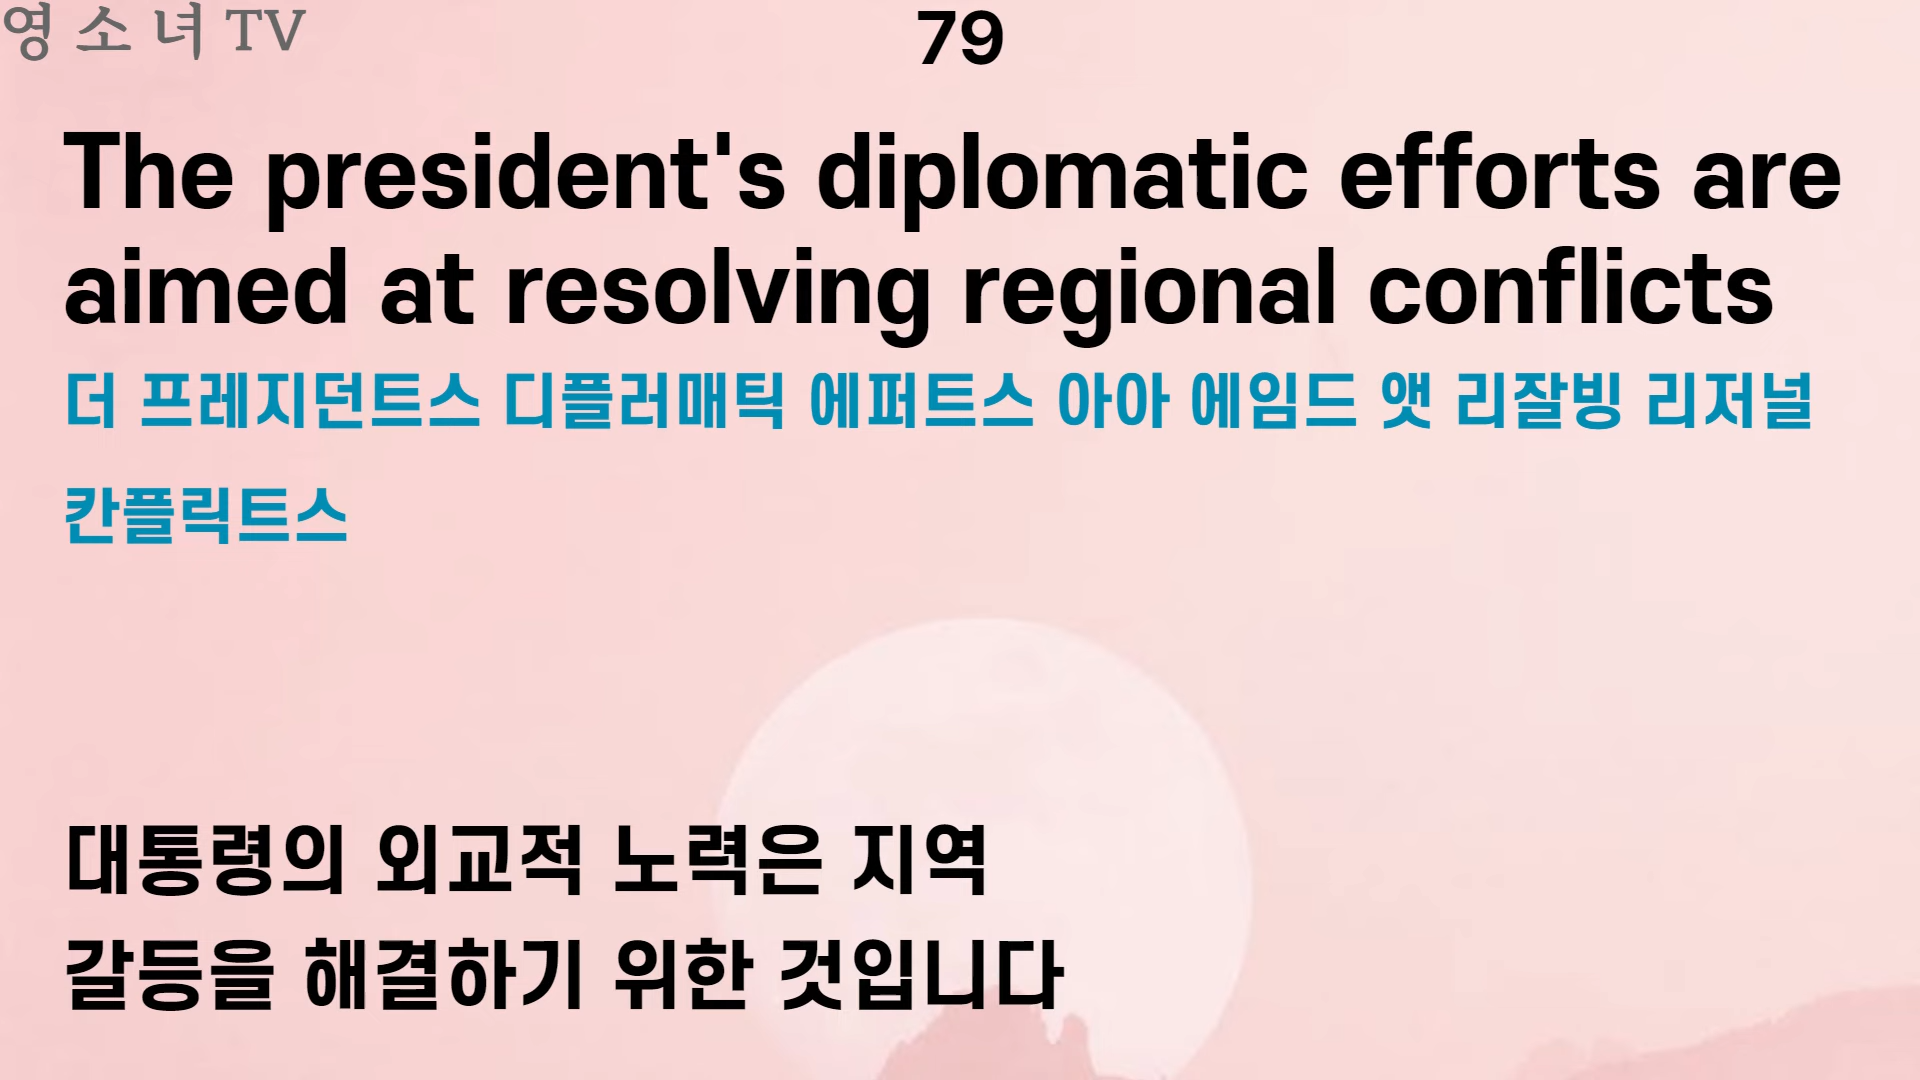 영소녀TV
79
The president's diplomatic efforts are
aimed at resolving regional conflicts
더 프레지던트스 디플러매틱 에퍼트스 아아 에임드 앳 리잘빙 리저널
칸플릭트스
대통령의 외교적 노력은 지역
갈등을 해결하기 위한 것입니다